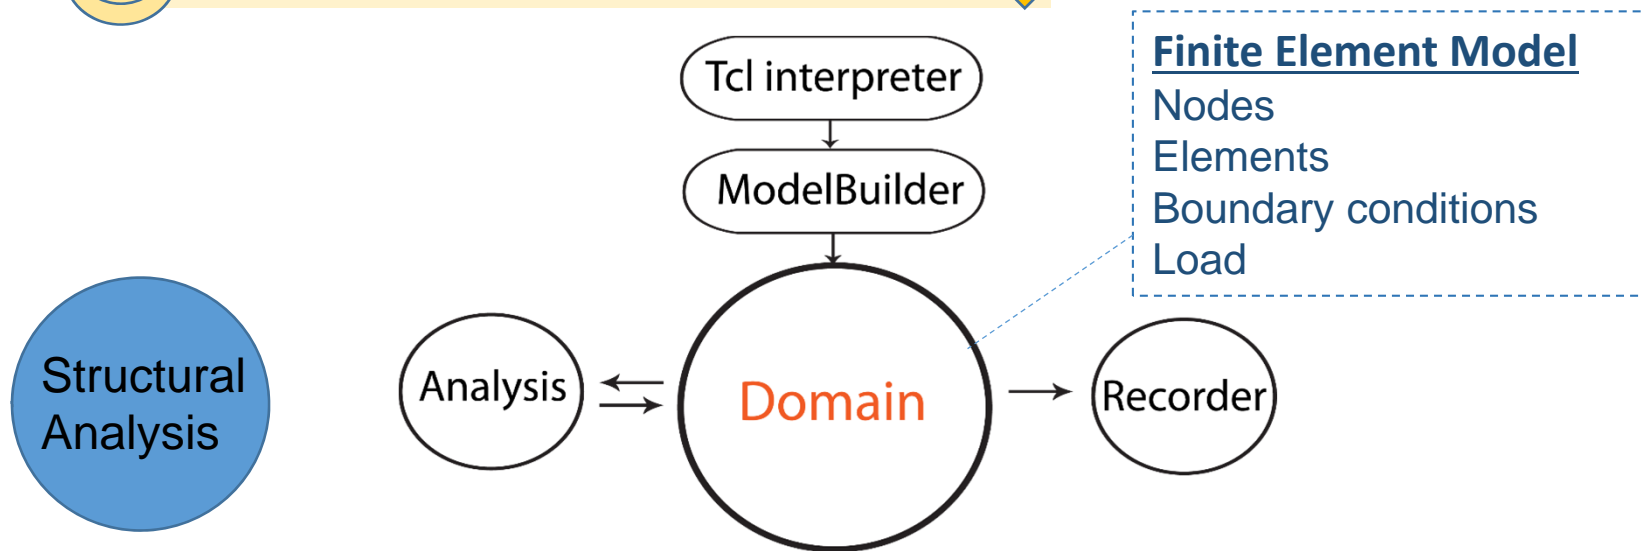 Tcl interpreter
ModelBuilder
Finite Element Model
Nodes
Elements
Boundary conditions
Load
Structural
Analysis
Analysis
Domain
Recorder